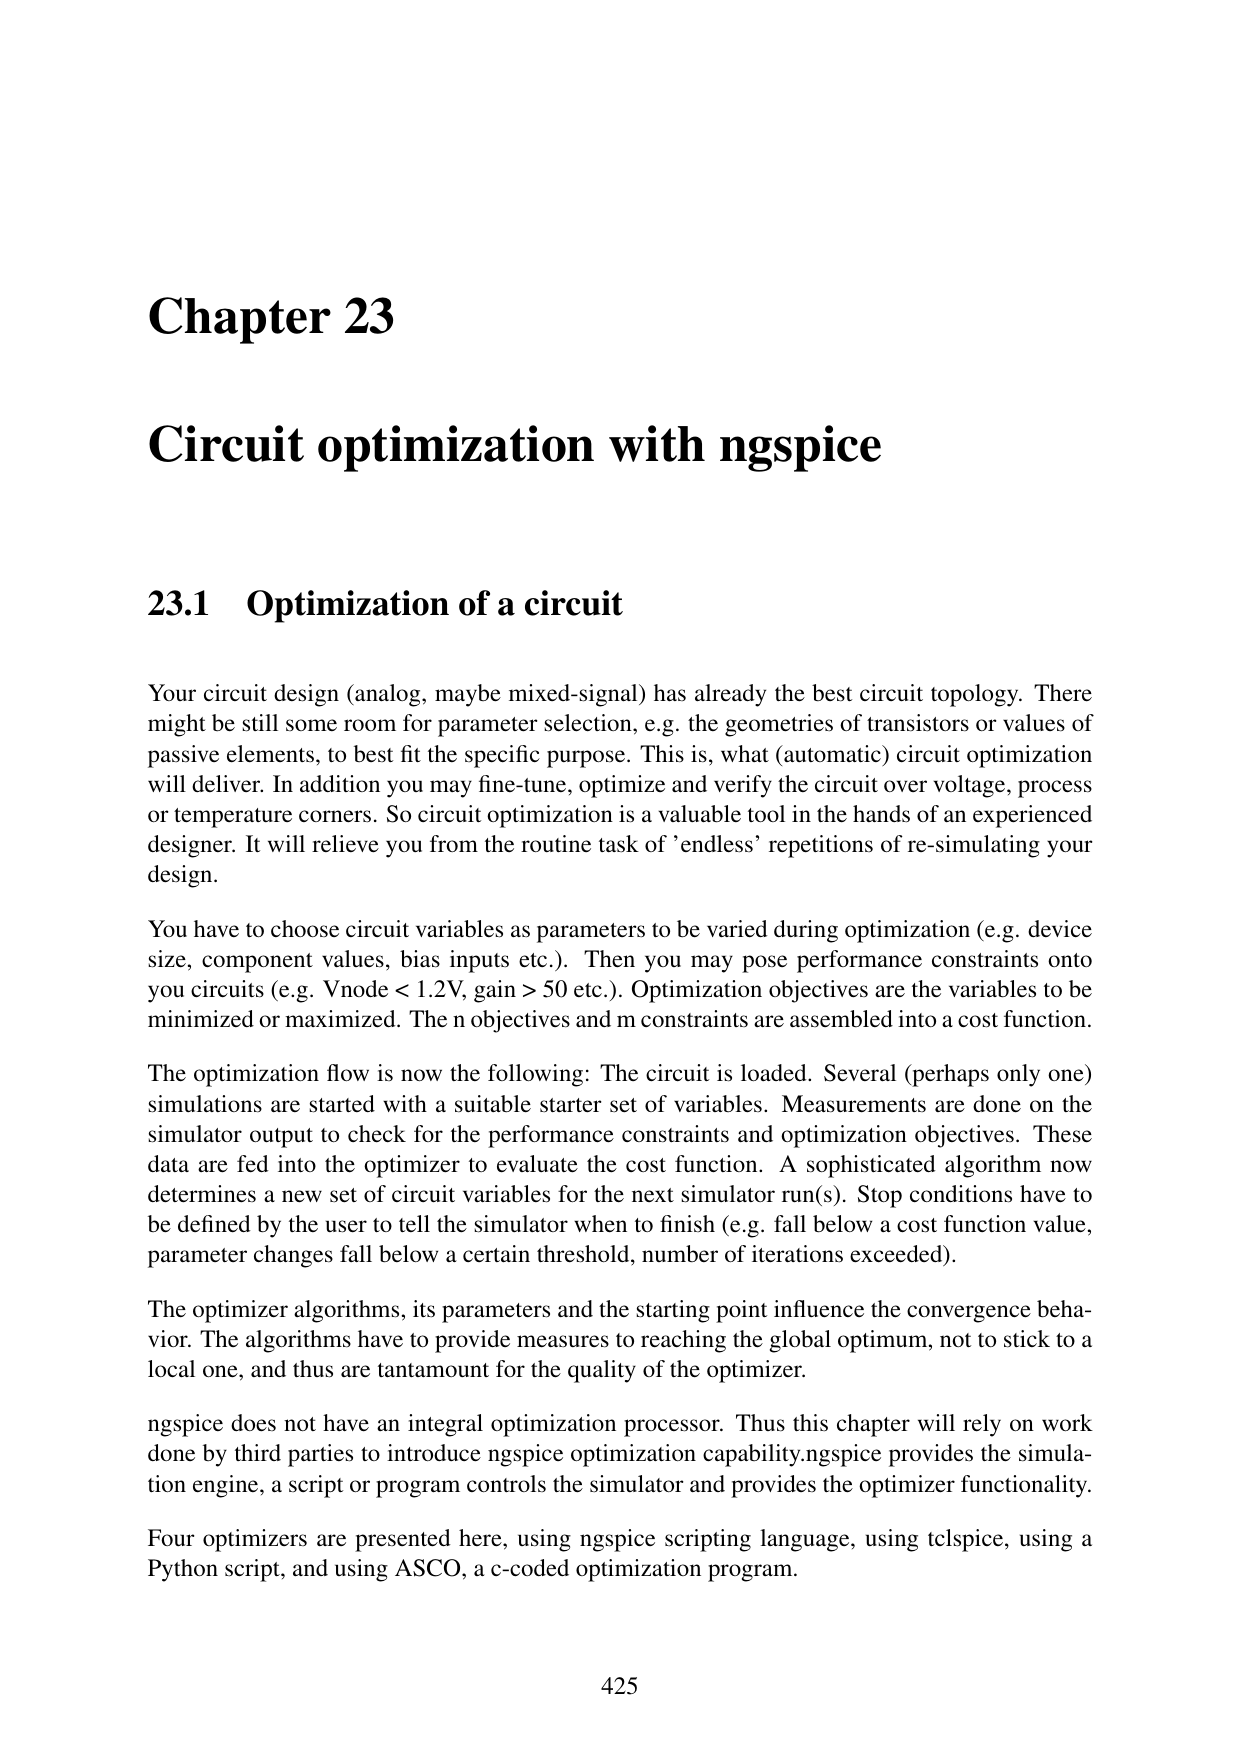 Chapter 23
Circuit optimization with ngspice
23.1 Optimization of a circuit
Your circuit design (analog, maybe mixed-signal) has already the best circuit topology. There
might be still some room for parameter selection, e.g. the geometries of transistors or values of
passive elements, to best fit the specific purpose. This is, what (automatic) circuit optimization
will deliver. In addition you may fine-tune, optimize and verify the circuit over voltage, process
or temperature corners. So circuit optimization is a valuable tool in the hands of an experienced
designer. It will relieve you from the routine task of ’endless’ repetitions of re-simulating your
design.
You have to choose circuit variables as parameters to be varied during optimization (e.g. device
size, component values, bias inputs etc.). Then you may pose performance constraints onto
you circuits (e.g. Vnode < 1.2V, gain > 50 etc.). Optimization objectives are the variables to be
minimized or maximized. The n objectives and m constraints are assembled into a cost function.
The optimization flow is now the following: The circuit is loaded. Several (perhaps only one)
simulations are started with a suitable starter set of variables. Measurements are done on the
simulator output to check for the performance constraints and optimization objectives. These
data are fed into the optimizer to evaluate the cost function. A sophisticated algorithm now
determines a new set of circuit variables for the next simulator run(s). Stop conditions have to
be defined by the user to tell the simulator when to finish (e.g. fall below a cost function value,
parameter changes fall below a certain threshold, number of iterations exceeded).
The optimizer algorithms, its parameters and the starting point influence the convergence beha-
vior. The algorithms have to provide measures to reaching the global optimum, not to stick to a
local one, and thus are tantamount for the quality of the optimizer.
ngspice does not have an integral optimization processor. Thus this chapter will rely on work
done by third parties to introduce ngspice optimization capability.ngspice provides the simula-
tion engine, a script or program controls the simulator and provides the optimizer functionality.
Four optimizers are presented here, using ngspice scripting language, using tclspice, using a
Python script, and using ASCO, a c-coded optimization program.
425